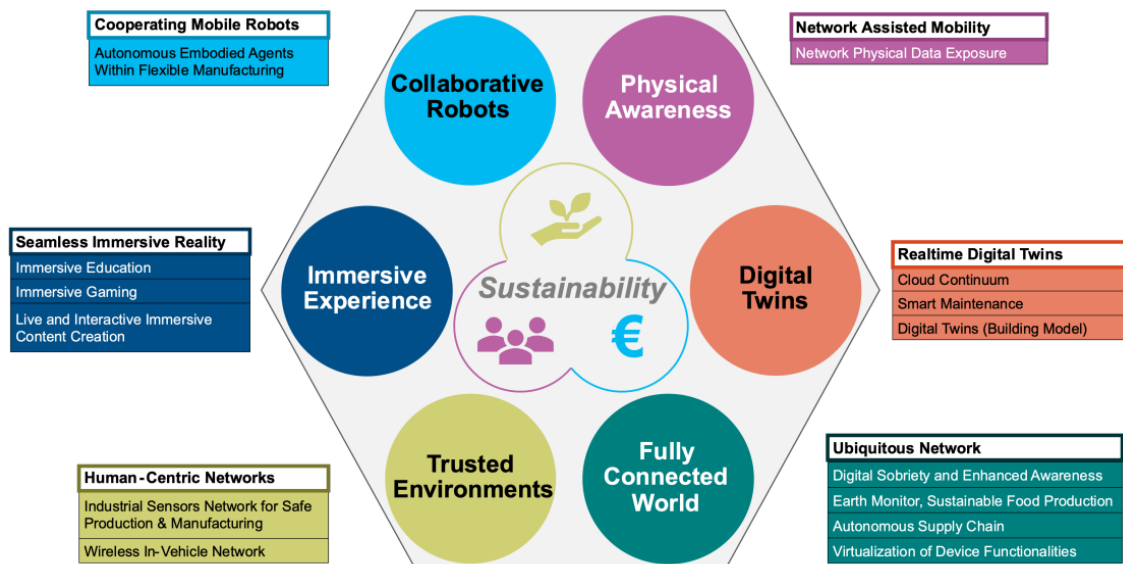 Cooperating Mobile Robots
Autonomous Embodied Agents
Within Flexible Manufacturing
Collaborative
Robots
Physical
Awareness
Network Assisted Mobility
Network Physical Data Exposure
Seamless Immersive Reality
Immersive Education
Immersive Gaming
Live and Interactive Immersive
Content Creation
Immersive
Experience
Sustainability
€
Digital
Twins
Realtime Digital Twins
Cloud Continuum
Smart Maintenance
Digital Twins (Building Model)
Human-Centric Networks
Industrial Sensors Network for Safe
Production & Manufacturing
Wireless In-Vehicle Network
Trusted
Environments
Fully
Connected
World
Ubiquitous Network
Digital Sobriety and Enhanced Awareness
Earth Monitor, Sustainable Food Production
Autonomous Supply Chain
Virtualization of Device Functionalities